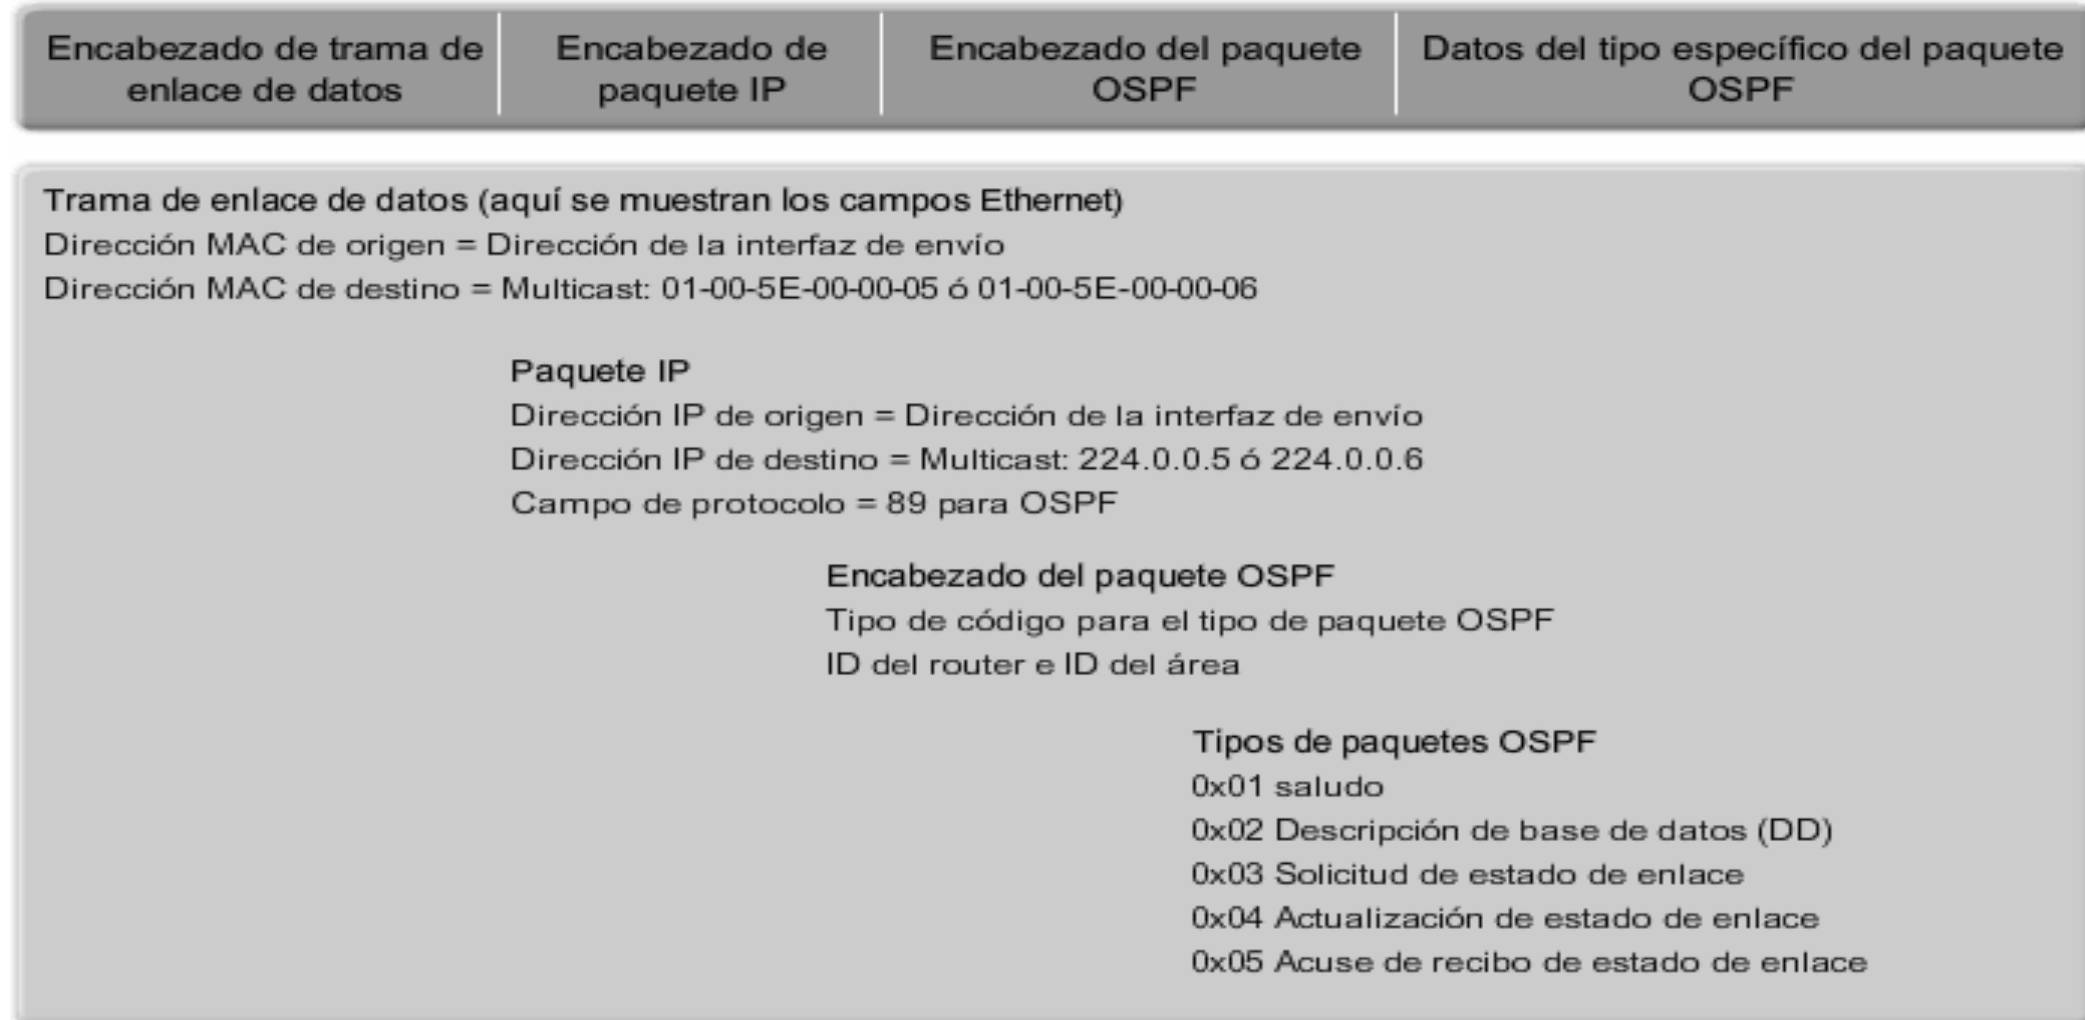 Encabezado de trama de
enlace de datos
Encabezado de
paquete IP
Encabezado del paquete
OSPF
Datos del tipo específico del paquete
OSPF
Trama de enlace de datos (aquí se muestran los campos Ethernet)
Dirección MAC de origen = Dirección de la interfaz de envío
Dirección MAC de destino = Multicast: 01-00-5E-00-00-05 ó 01-00-5E-00-00-06
Paquete IP
Dirección IP de origen = Dirección de la interfaz de envío
Dirección IP de destino = Multicast: 224.0.0.5 ó 224.0.0.6
Campo de protocolo = 89 para OSPF
Encabezado del paquete OSPF
Tipo de código para el tipo de paquete OSPF
ID del router e ID del área
Tipos de paquetes OSPF
0x01 saludo
0x02 Descripción de base de datos (DD)
0x03 Solicitud de estado de enlace
0x04 Actualización de estado de enlace
0x05 Acuse de recibo de estado de enlace